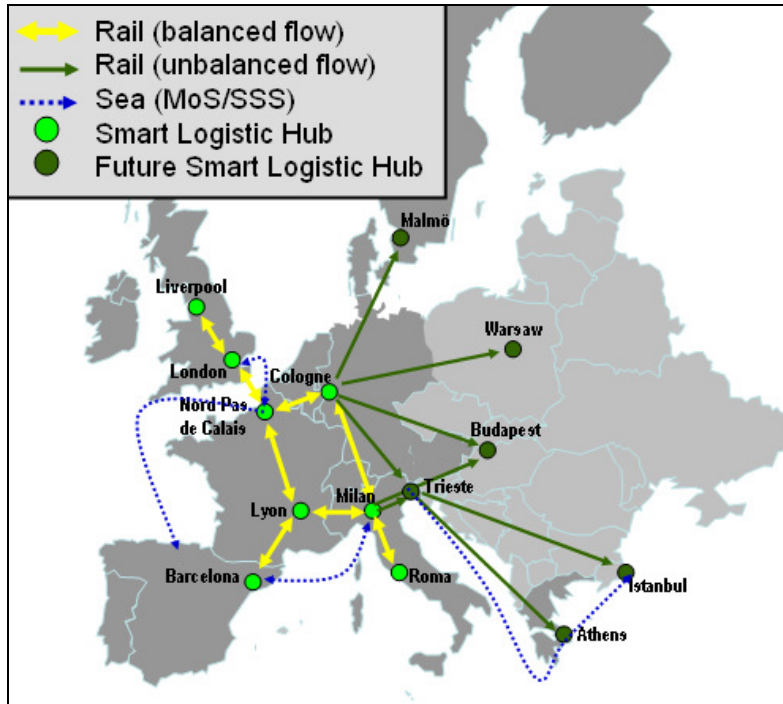 Rail (balanced flow)
Rail (unbalanced flow)
Sea (MoS/SSS)
Smart Logistic Hub
Future Smart Logistic Hub
Malmö
Liverpool
Warsaw
London
Cologne
Nord Pas
de Calais
Budapest
Trieste
Milan
Lyon
Barcelona
Roma
Istanbul
Athens